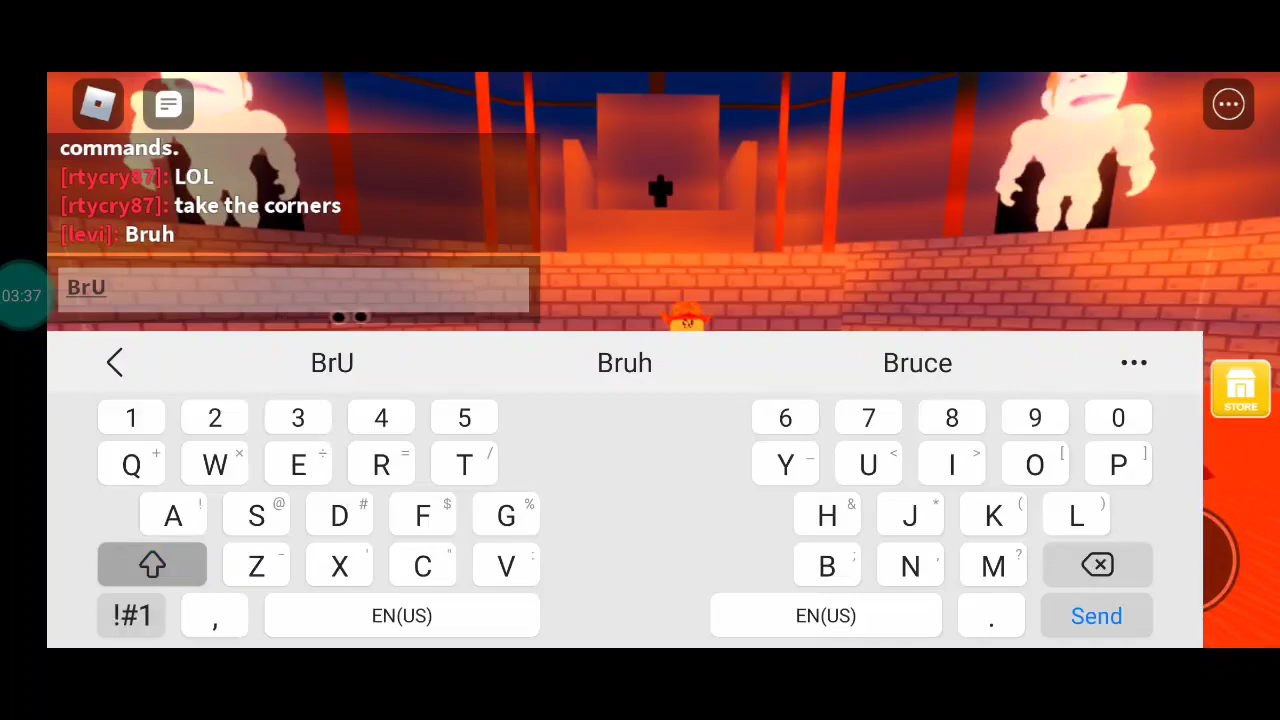 commands.
[rtycry87]: LOL
[rtycry87]: take the corners
[levi]: Bruh
BrU
03:37
BrU Bruh Bruce
STORE
1 2 3 4 5 6 7 8 9 0
Q + W × E ÷ R = T / Y _ U < I > O [ P ]
A ! S @ D # F $ G % H & J * K ( L )
Z - X ' C " V : B ; N , M ?
!#1 , EN(US) EN(US) . Send